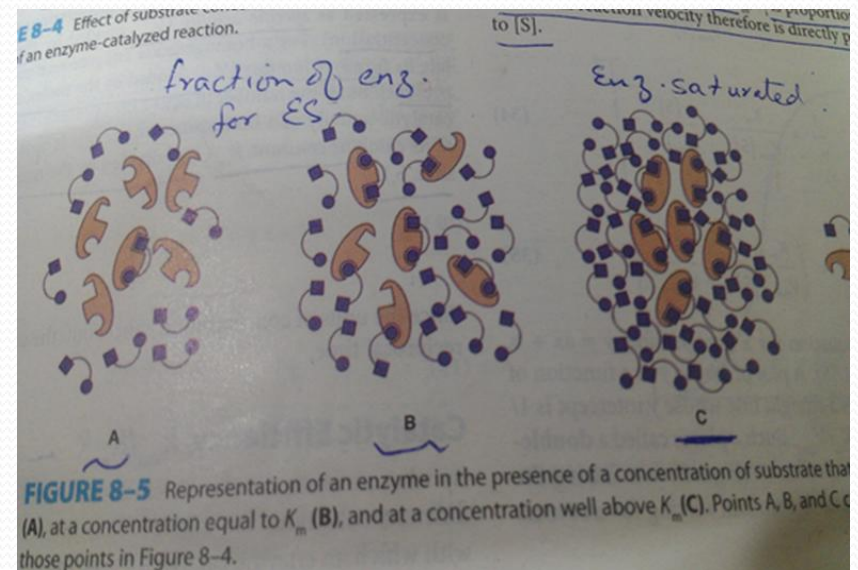 E 8–4 Effect of substrate
of an enzyme-catalyzed reaction.
velocity therefore is directly p
to [S].
fraction of enz.
for ES
Enz. saturated.
A
B
C
FIGURE 8–5 Representation of an enzyme in the presence of a concentration of substrate that
(A), at a concentration equal to Km (B), and at a concentration well above Km (C). Points A, B, and C
those points in Figure 8–4.